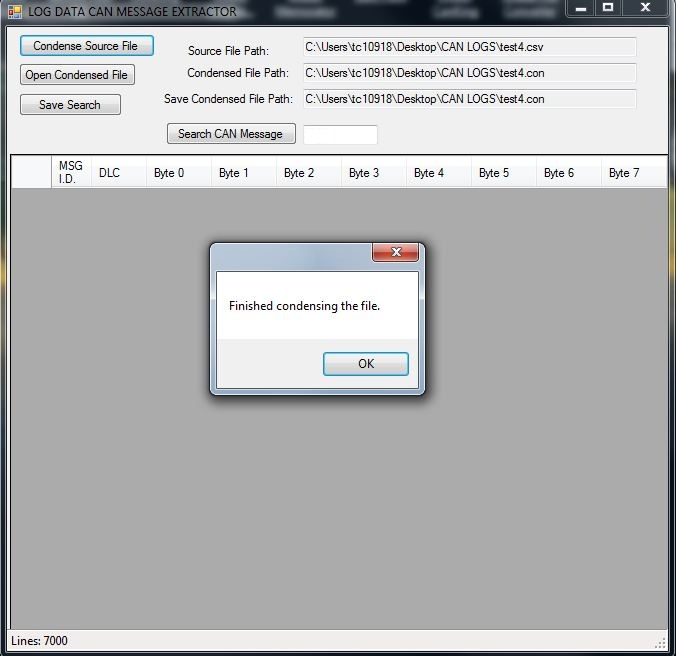 LOG DATA CAN MESSAGE EXTRACTOR
Condense Source File
Source File Path: C:\Users\tc10918\Desktop\CAN LOGS\test4.csv
Open Condensed File
Condensed File Path: C:\Users\tc10918\Desktop\CAN LOGS\test4.con
Save Search
Save Condensed File Path: C:\Users\tc10918\Desktop\CAN LOGS\test4.con
Search CAN Message
MSG I.D. DLC Byte 0 Byte 1 Byte 2 Byte 3 Byte 4 Byte 5 Byte 6 Byte 7
Finished condensing the file.
OK
Lines: 7000